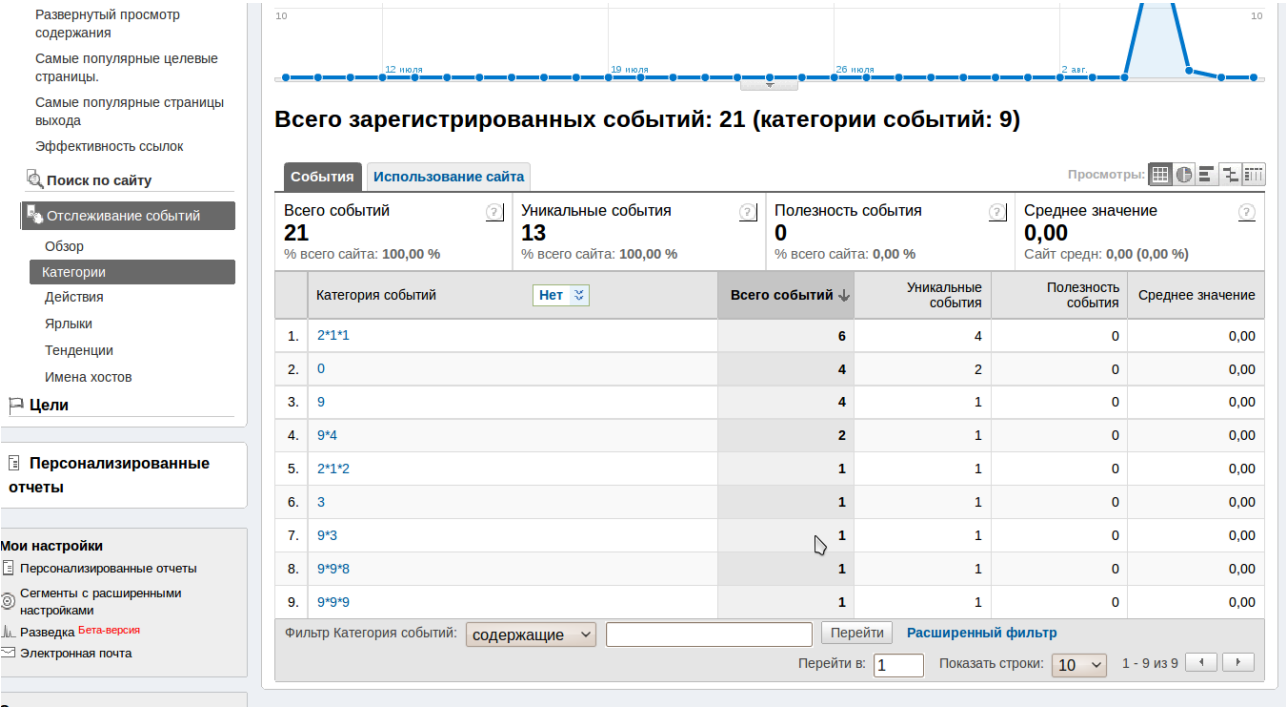 Развернутый просмотр
содержания
Самые популярные целевые
страницы.
Самые популярные страницы
выхода
Эффективность ссылок
Поиск по сайту
Отслеживание событий
Обзор
Категории
Действия
Ярлыки
Тенденции
Имена хостов
Цели
Персонализированные
отчеты
Мои настройки
Персонализированные отчеты
Сегменты с расширенными
настройками
Разведка Бета-версия
Электронная почта
10 10
12 июля 19 июля 26 июля 2 авг.
Всего зарегистрированных событий: 21 (категории событий: 9)
События Использование сайта Просмотры:
Всего событий ? Уникальные события ? Полезность события ? Среднее значение ?
21 13 0 0,00
% всего сайта: 100,00 % % всего сайта: 100,00 % % всего сайта: 0,00 % Сайт средн: 0,00 (0,00 %)
Категория событий Нет Всего событий Уникальные события Полезность события Среднее значение
1. 2*1*1 6 4 0 0,00
2. 0 4 2 0 0,00
3. 9 4 1 0 0,00
4. 9*4 2 1 0 0,00
5. 2*1*2 1 1 0 0,00
6. 3 1 1 0 0,00
7. 9*3 1 1 0 0,00
8. 9*9*8 1 1 0 0,00
9. 9*9*9 1 1 0 0,00
Фильтр Категория событий: содержащие Перейти Расширенный фильтр
Перейти в: 1 Показать строки: 10 1 - 9 из 9